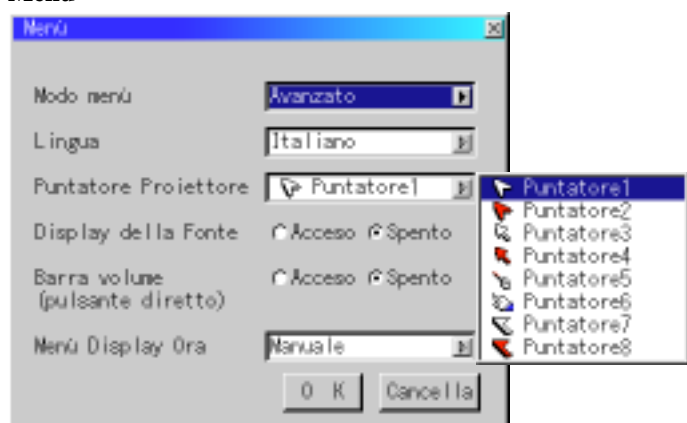 Menù
Modo menù Avanzato
Lingua Italiano
Puntatore Proiettore Puntatore1
Puntatore1
Puntatore2
Puntatore3
Puntatore4
Puntatore5
Puntatore6
Puntatore7
Puntatore8
Display della Fonte Acceso Spento
Barra volume Acceso Spento
(pulsante diretto)
Menù Display Ora Manuale
O K Cancella